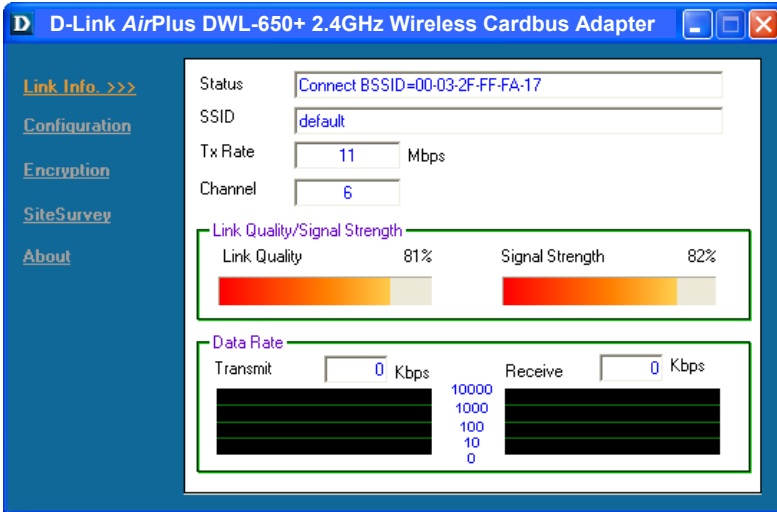 D D-Link AirPlus DWL-650+ 2.4GHz Wireless Cardbus Adapter
Link Info. >>>
Configuration
Encryption
SiteSurvey
About
Status Connect BSSID=00-03-2F-FF-FA-17
SSID default
Tx Rate 11 Mbps
Channel 6
Link Quality/Signal Strength
Link Quality 81% Signal Strength 82%
Data Rate
Transmit 0 Kbps Receive 0 Kbps
10000
1000
100
10
0